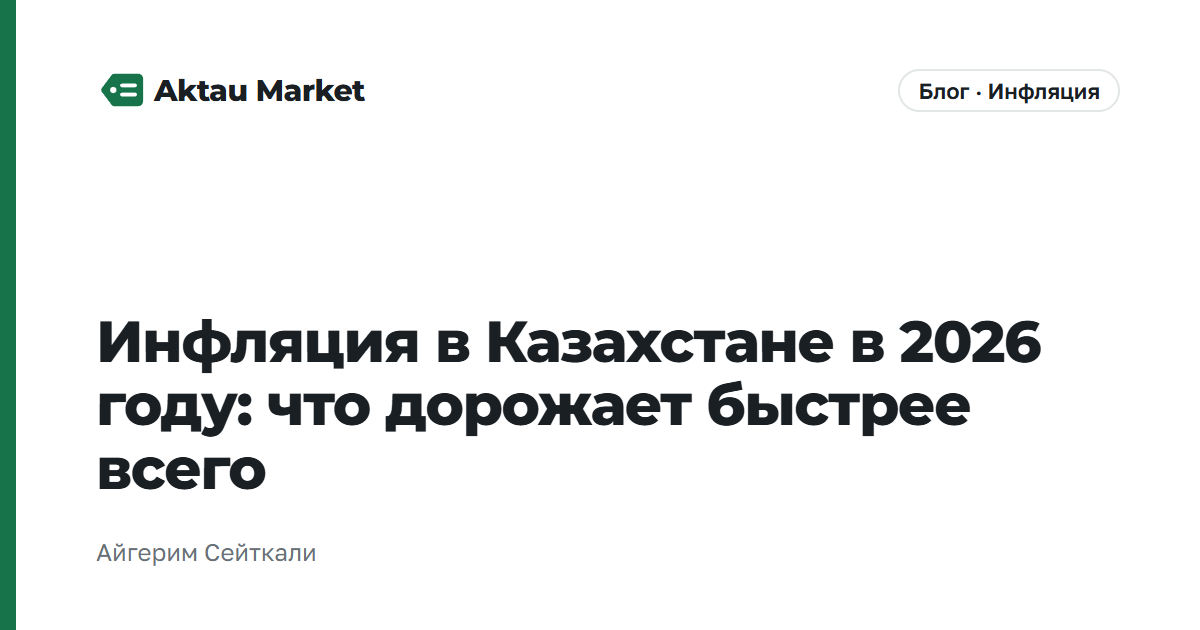 Aktau Market
Блог · Инфляция
Инфляция в Казахстане в 2026
году: что дорожает быстрее
всего
Айгерим Сейткали